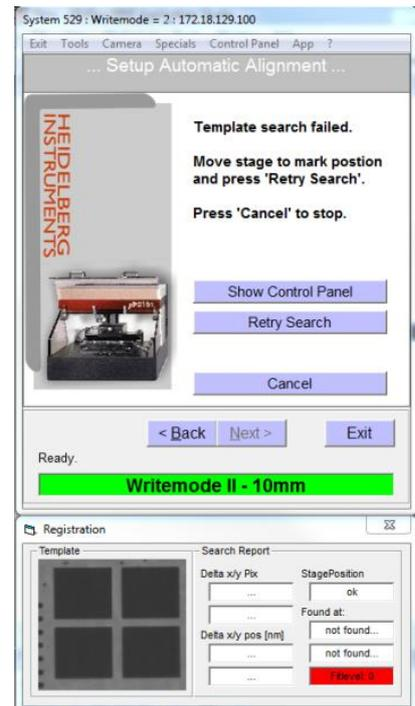 System 529 : Writemode = 2 : 172.18.129.100
Exit Tools Camera Specials Control Panel App ?
... Setup Automatic Alignment ...
HEIDELBERG
INSTRUMENTS
Template search failed.
Move stage to mark postion
and press 'Retry Search'.
Press 'Cancel' to stop.
Show Control Panel
Retry Search
Cancel
< Back
Next >
Exit
Ready.
Writemode II - 10mm
Registration
Template
Search Report
Delta x/y Pix
StagePosition
...
ok
...
Found at:
Delta x/y pos [nm]
not found...
...
not found...
...
Fitlevel: 0